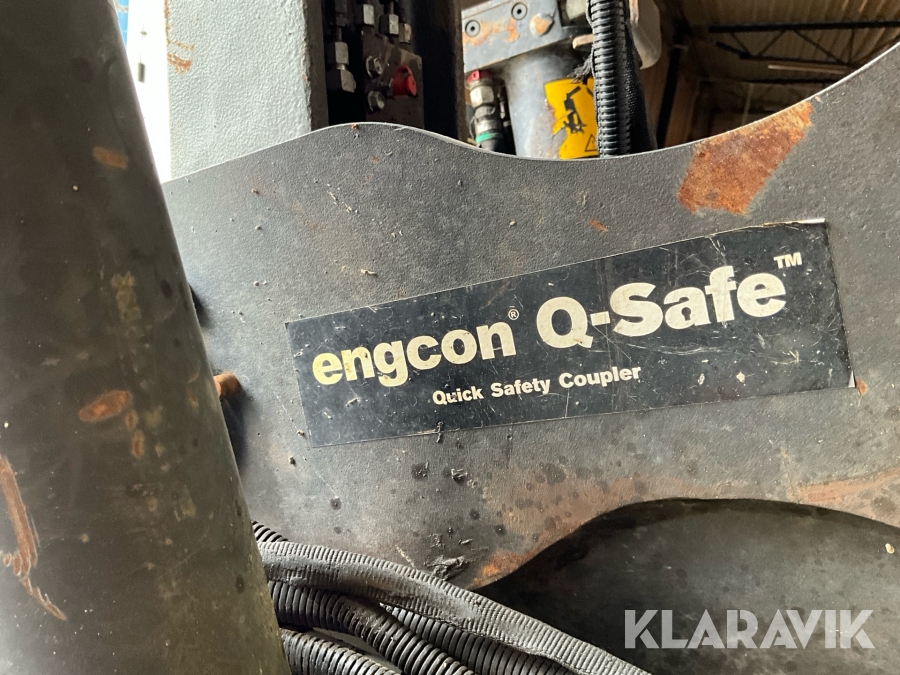 engcon® Q-Safe™
Quick Safety Coupler
KLARAVIK